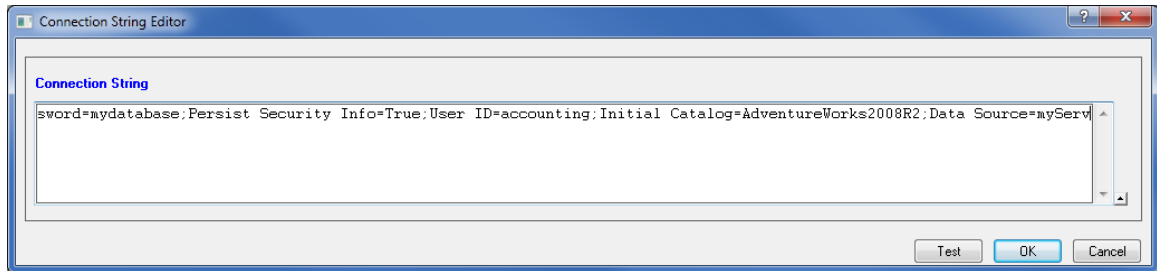 Connection String Editor
Connection String
sword=mydatabase;Persist Security Info=True;User ID=accounting;Initial Catalog=AdventureWorks2008R2;Data Source=myServ
Test OK Cancel